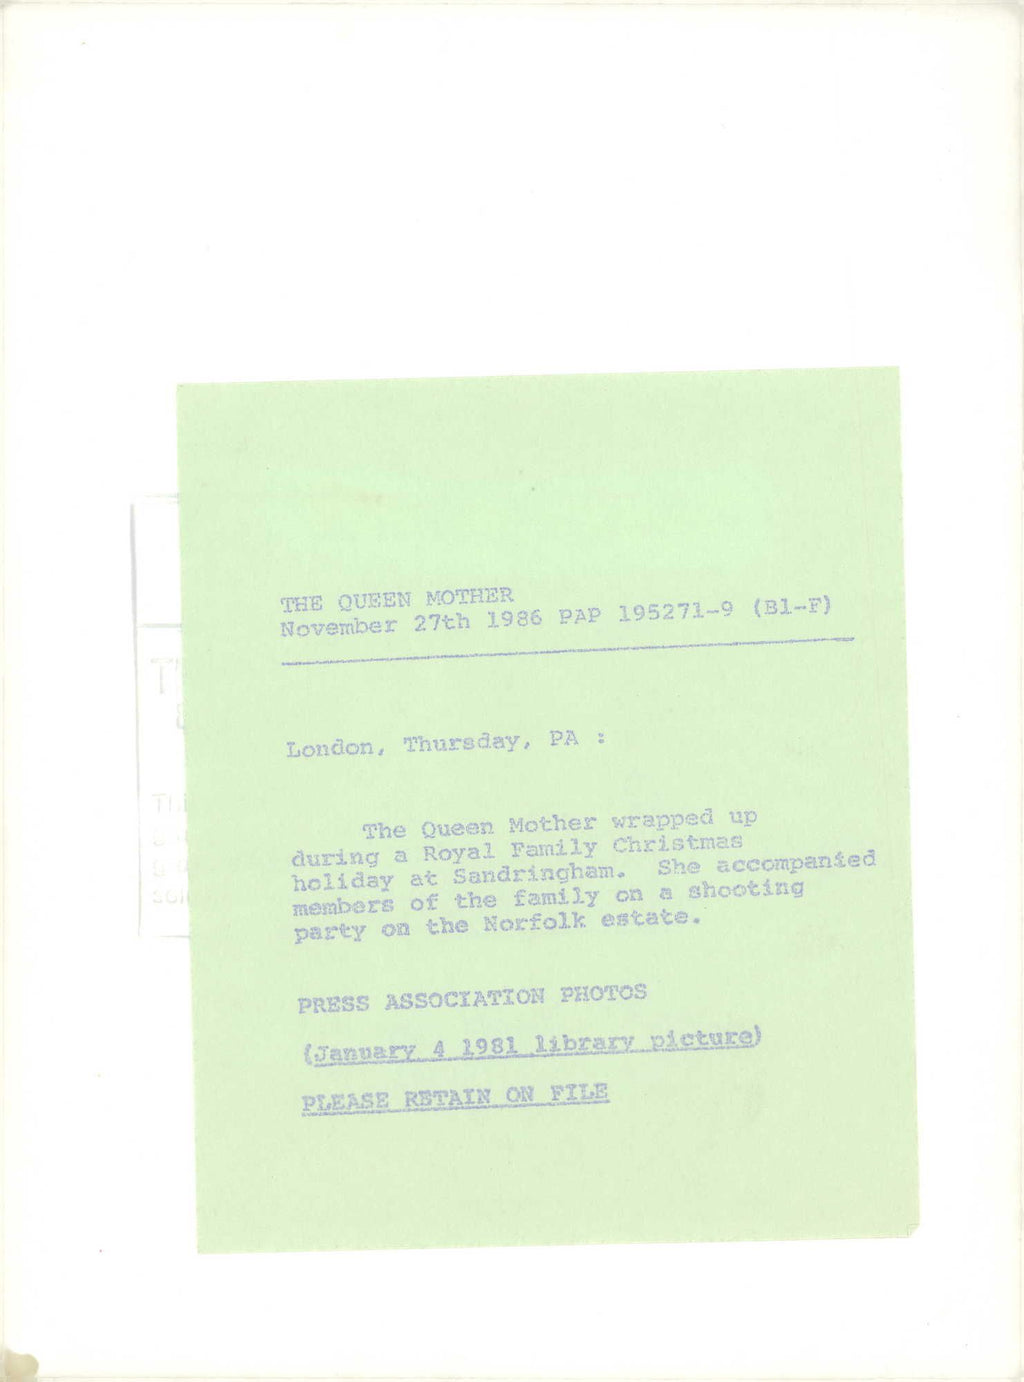 THE QUEEN MOTHER
November 27th 1986 PAP 195271-9 (B1-F)
London, Thursday, PA :
The Queen Mother wrapped up
during a Royal Family Christmas
holiday at Sandringham. She accompanied
members of the family on a shooting
party on the Norfolk estate.
PRESS ASSOCIATION PHOTOS
(January 4 1981 library picture)
PLEASE RETAIN ON FILE